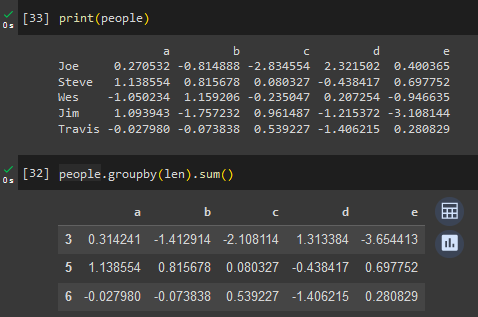 [33] print(people)
0s
a b c d e
Joe 0.270532 -0.814888 -2.834554 2.321502 0.400365
Steve 1.138554 0.815678 0.080327 -0.438417 0.697752
Wes -1.050234 1.159206 -0.235047 0.207254 -0.946635
Jim 1.093943 -1.757232 0.961487 -1.215372 -3.108144
Travis -0.027980 -0.073838 0.539227 -1.406215 0.280829
[32] people.groupby(len).sum()
0s
a b c d e
3 0.314241 -1.412914 -2.108114 1.313384 -3.654413
5 1.138554 0.815678 0.080327 -0.438417 0.697752
6 -0.027980 -0.073838 0.539227 -1.406215 0.280829